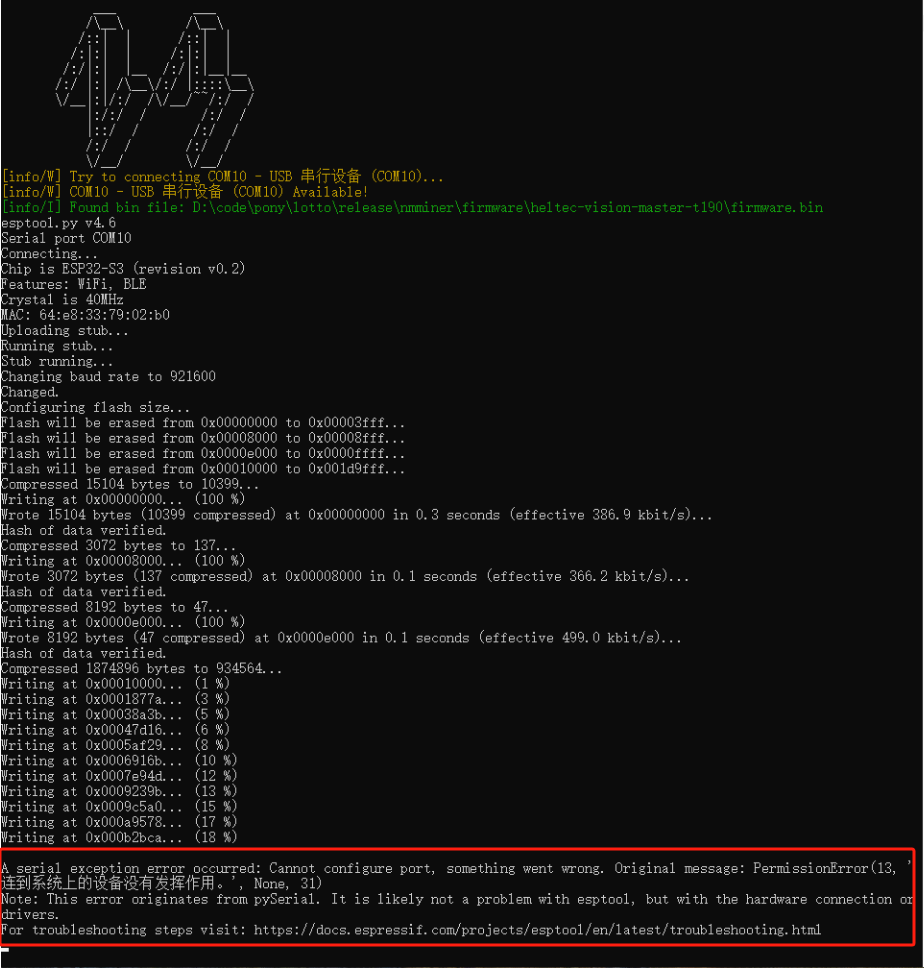 [info/W] Try to connecting COM10 - USB 串行设备 (COM10)...
[info/W] COM10 - USB 串行设备 (COM10) Available!
[info/I] Found bin file: D:\code\pony\lotto\release\nmminer\firmware\heltec-vision-master-t190\firmware.bin
esptool.py v4.6
Serial port COM10
Connecting...
Chip is ESP32-S3 (revision v0.2)
Features: WiFi, BLE
Crystal is 40MHz
MAC: 64:e8:33:79:02:b0
Uploading stub...
Running stub...
Stub running...
Changing baud rate to 921600
Changed.
Configuring flash size...
Flash will be erased from 0x00000000 to 0x00003fff...
Flash will be erased from 0x00008000 to 0x00008fff...
Flash will be erased from 0x0000e000 to 0x0000ffff...
Flash will be erased from 0x00010000 to 0x001d9fff...
Compressed 15104 bytes to 10399...
Writing at 0x00000000... (100 %)
Wrote 15104 bytes (10399 compressed) at 0x00000000 in 0.3 seconds (effective 386.9 kbit/s)...
Hash of data verified.
Compressed 3072 bytes to 137...
Writing at 0x00008000... (100 %)
Wrote 3072 bytes (137 compressed) at 0x00008000 in 0.1 seconds (effective 366.2 kbit/s)...
Hash of data verified.
Compressed 8192 bytes to 47...
Writing at 0x0000e000... (100 %)
Wrote 8192 bytes (47 compressed) at 0x0000e000 in 0.1 seconds (effective 499.0 kbit/s)...
Hash of data verified.
Compressed 1874896 bytes to 934564...
Writing at 0x00010000... (1 %)
Writing at 0x0001877a... (3 %)
Writing at 0x00038a3b... (5 %)
Writing at 0x00047d16... (6 %)
Writing at 0x0005af29... (8 %)
Writing at 0x0006916b... (10 %)
Writing at 0x0007e94d... (12 %)
Writing at 0x0009239b... (13 %)
Writing at 0x0009c5a0... (15 %)
Writing at 0x000a9578... (17 %)
Writing at 0x000b2bca... (18 %)
A serial exception error occurred: Cannot configure port, something went wrong. Original message: PermissionError(13, '
连到系统上的设备没有发挥作用。', None, 31)
Note: This error originates from pySerial. It is likely not a problem with esptool, but with the hardware connection or
drivers.
For troubleshooting steps visit: https://docs.espressif.com/projects/esptool/en/latest/troubleshooting.html